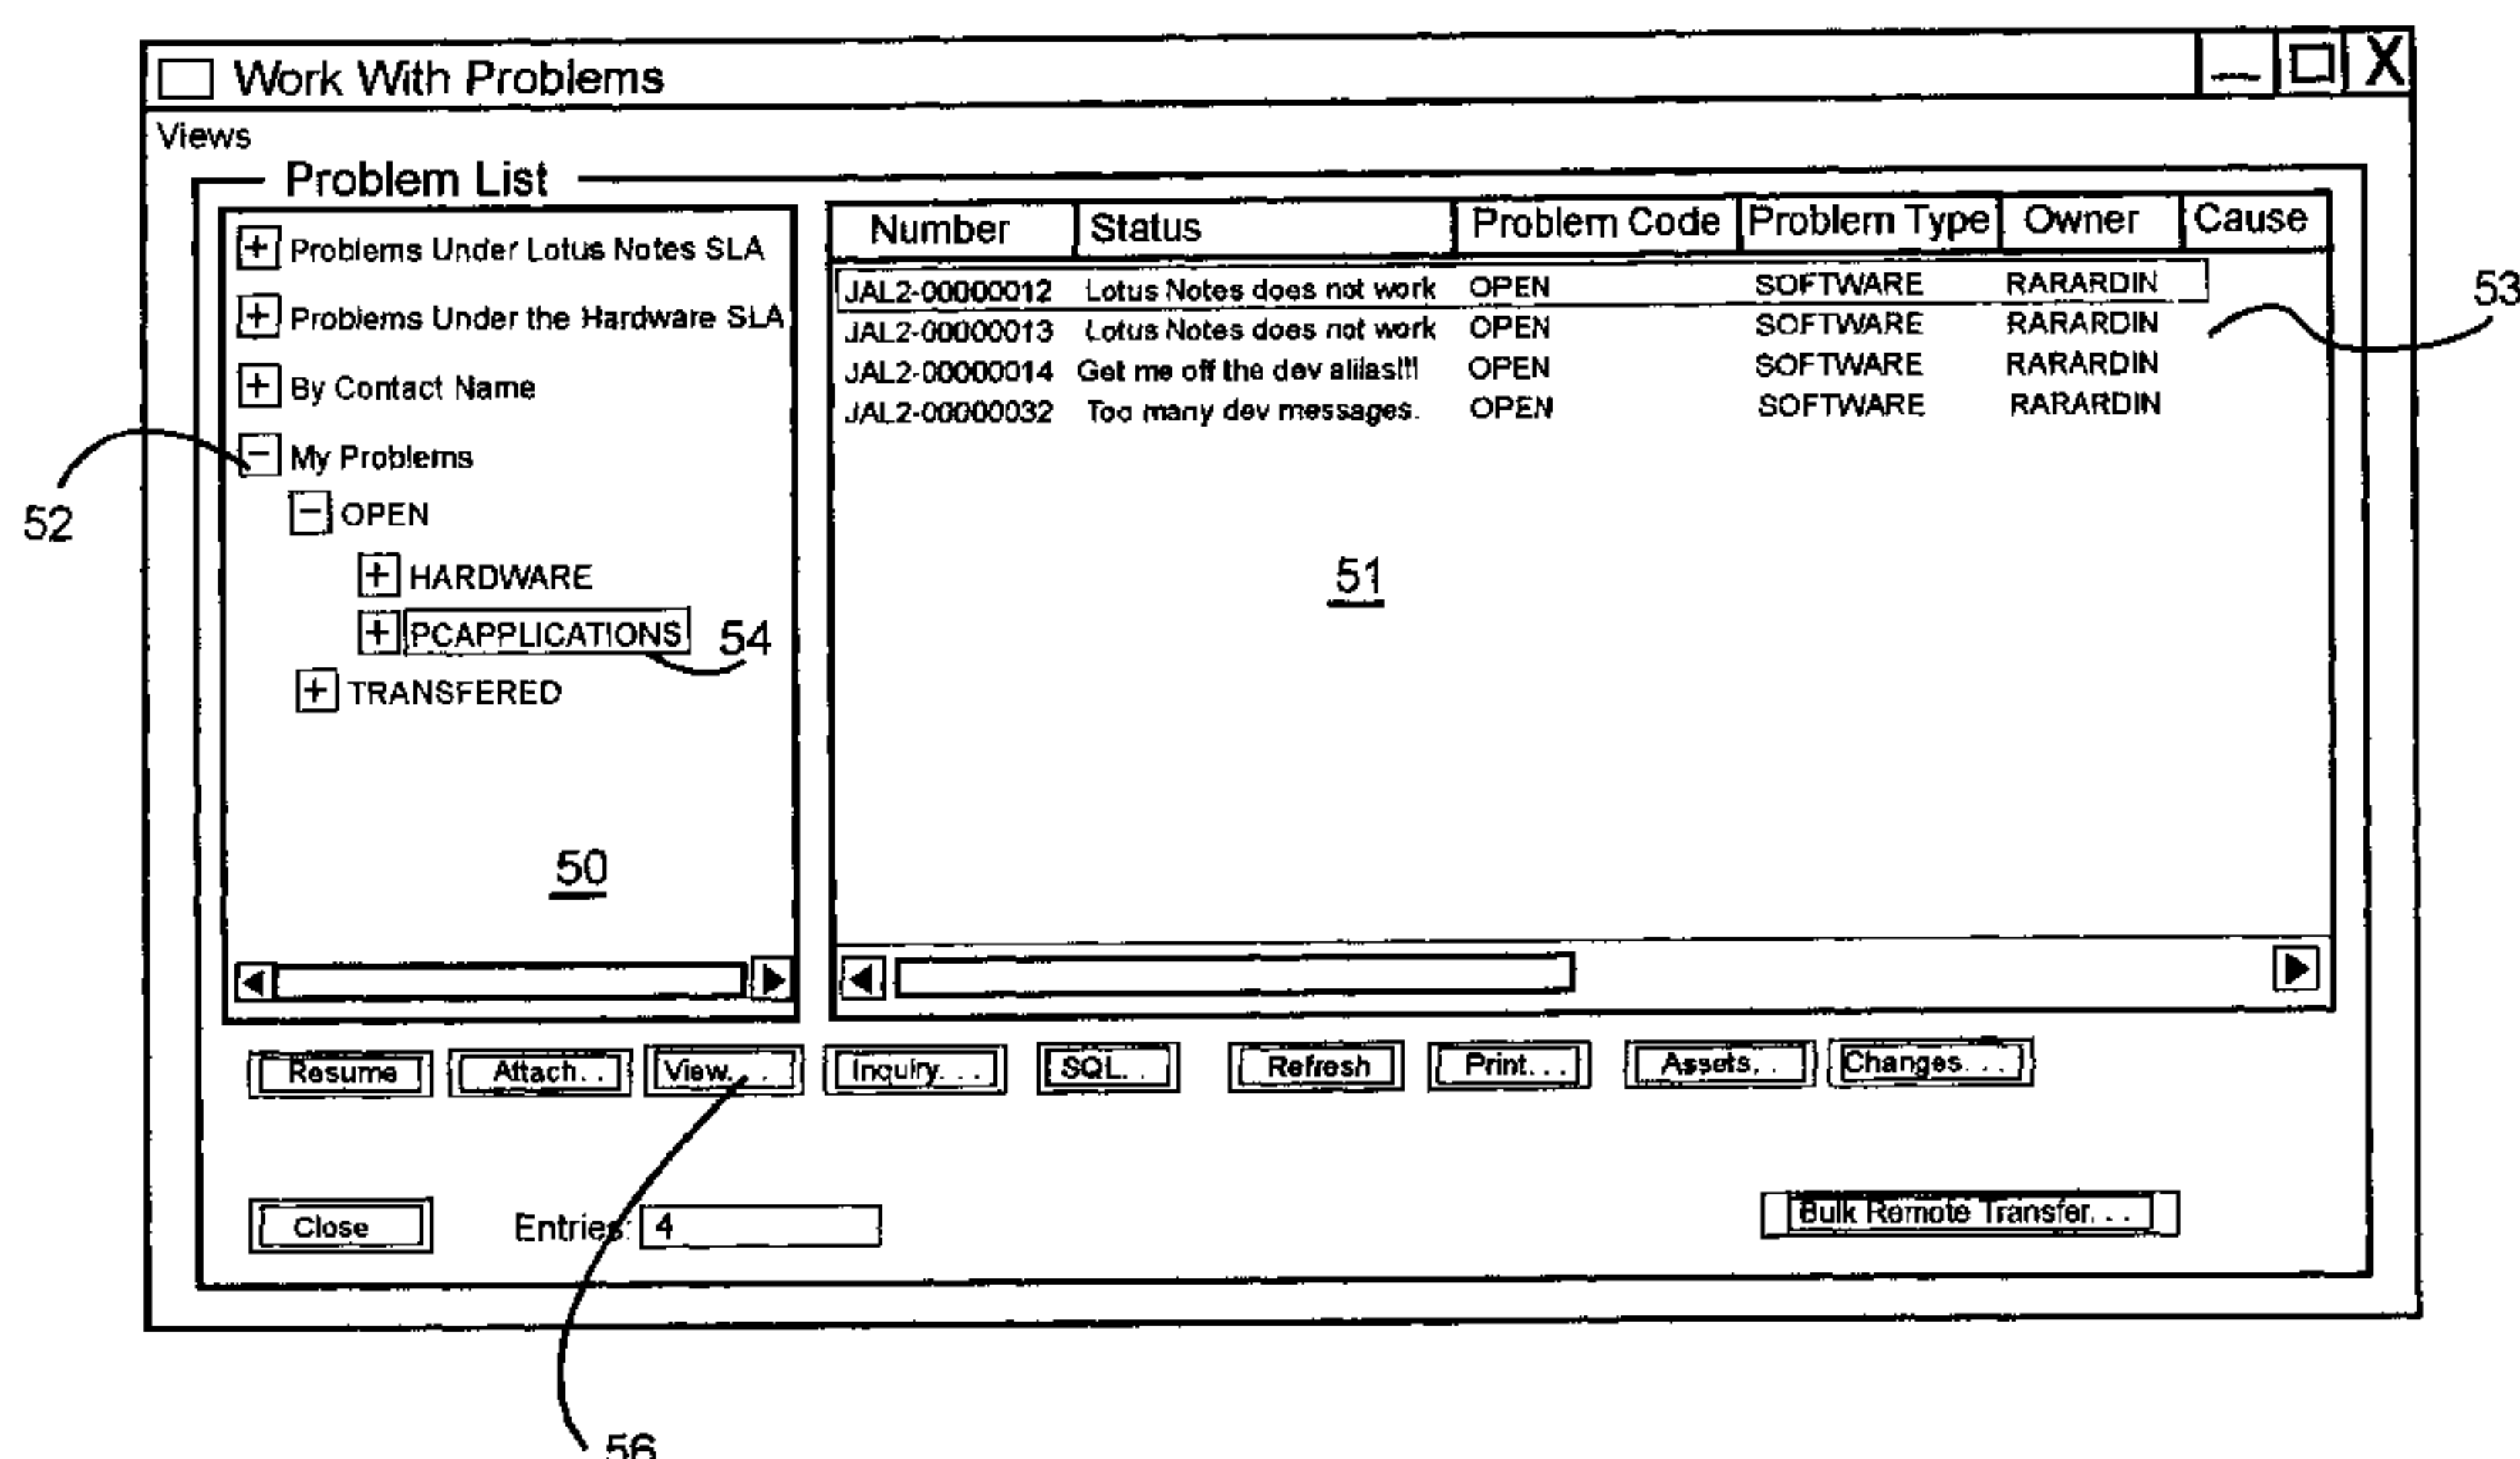 Work With Problems
Views
Problem List
+ Problems Under Lotus Notes SLA
+ Problems Under the Hardware SLA
+ By Contact Name
− My Problems
− OPEN
+ HARDWARE
+ PCAPPLICATIONS
+ TRANSFERED
50
52
54
Number Status Problem Code Problem Type Owner Cause
JAL2-00000012 Lotus Notes does not work OPEN SOFTWARE RARARDIN
JAL2-00000013 Lotus Notes does not work OPEN SOFTWARE RARARDIN
JAL2-00000014 Get me off the dev aliias!!! OPEN SOFTWARE RARARDIN
JAL2-00000032 Too many dev messages. OPEN SOFTWARE RARARDIN
51
53
Resume Attach.. View... Inquiry... SQL.. Refresh Print... Assets.. Changes...
Close Entries: 4 Bulk Remote Transfer...
56